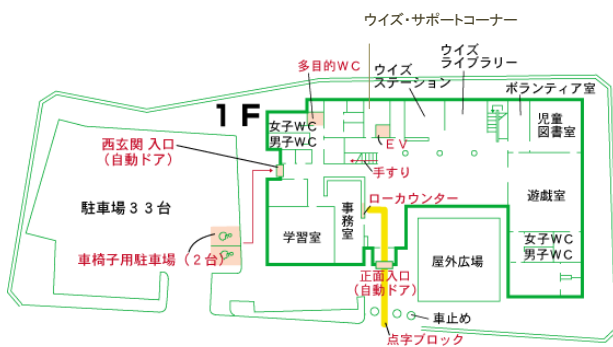 ウイズ・サポートコーナー
多目的WC
ウイズ
ステーション
ウイズ
ライブラリー
ボランティア室
1F
女子WC
男子WC
児童
図書室
西玄関 入口
(自動ドア)
EV
手すり
駐車場33台
ローカウンター
事務室
学習室
遊戯室
車椅子用駐車場(2台)
女子WC
男子WC
屋外広場
正面入口
(自動ドア)
車止め
点字ブロック